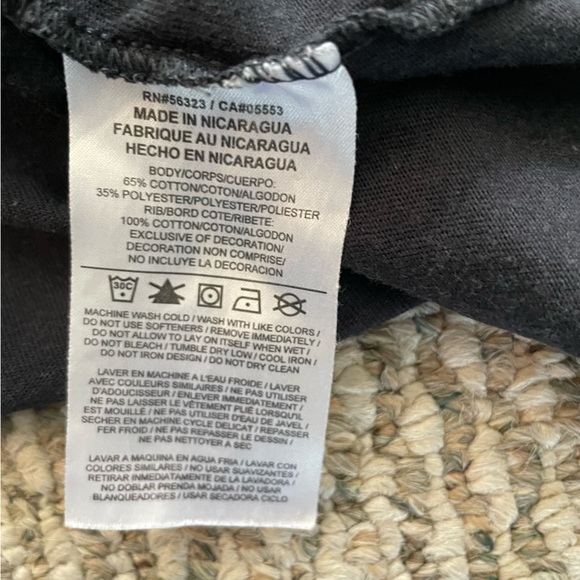 RN#56323 / CA#05553
MADE IN NICARAGUA
FABRIQUE AU NICARAGUA
HECHO EN NICARAGUA
BODY/CORPS/CUERPO:
65% COTTON/COTON/ALGODON
35% POLYESTER/POLYESTER/POLIESTER
RIB/BORD COTE/RIBETE:
100% COTTON/COTON/ALGODON
EXCLUSIVE OF DECORATION/
DECORATION NON COMPRISE/
NO INCLUYE LA DECORACION
30C
MACHINE WASH COLD / WASH WITH LIKE COLORS /
DO NOT USE SOFTENERS / REMOVE IMMEDIATELY /
DO NOT ALLOW TO LAY ON ITSELF WHEN WET /
DO NOT BLEACH / TUMBLE DRY LOW / COOL IRON /
DO NOT IRON DESIGN / DO NOT DRY CLEAN
LAVER EN MACHINE A L'EAU FROIDE / LAVER
AVEC COULEURS SIMILAIRES / NE PAS UTILISER
D'ADOUCISSEUR / ENLEVER IMMEDIATEMENT /
NE PAS LAISSER LE VÊTEMENT PLIÉ LORSQU'IL
EST MOUILLÉ / NE PAS UTILISER D'EAU DE JAVEL /
SECHER EN MACHINE CYCLE DELICAT / REPASSER
FER FROID / NE PAS REPASSER LE DESSIN /
NE PAS NETTOYER A SEC
LAVAR A MAQUINA EN AGUA FRIA / LAVAR CON
COLORES SIMILARES / NO USAR SUAVIZANTES /
RETIRAR INMEDIATAMENTE DE LA LAVADORA /
NO DOBLAR PRENDA MOJADA / NO USAR
BLANQUEADORES / USAR SECADORA CICLO